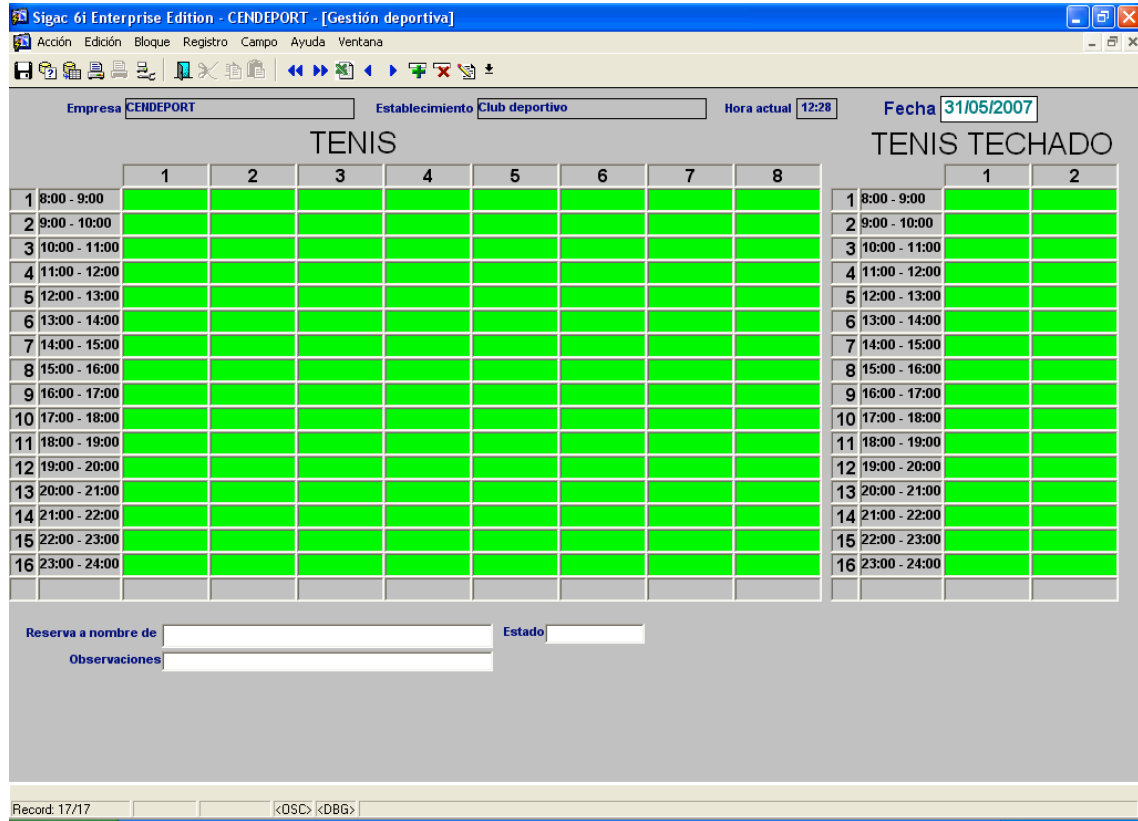 Sigac 6i Enterprise Edition - CENDEPORT - [Gestión deportiva]
Acción Edición Bloque Registro Campo Ayuda Ventana
Empresa CENDEPORT Establecimiento Club deportivo Hora actual 12:28 Fecha 31/05/2007
TENIS TENIS TECHADO
1 2 3 4 5 6 7 8 1 2
1 8:00 - 9:00 1 8:00 - 9:00
2 9:00 - 10:00 2 9:00 - 10:00
3 10:00 - 11:00 3 10:00 - 11:00
4 11:00 - 12:00 4 11:00 - 12:00
5 12:00 - 13:00 5 12:00 - 13:00
6 13:00 - 14:00 6 13:00 - 14:00
7 14:00 - 15:00 7 14:00 - 15:00
8 15:00 - 16:00 8 15:00 - 16:00
9 16:00 - 17:00 9 16:00 - 17:00
10 17:00 - 18:00 10 17:00 - 18:00
11 18:00 - 19:00 11 18:00 - 19:00
12 19:00 - 20:00 12 19:00 - 20:00
13 20:00 - 21:00 13 20:00 - 21:00
14 21:00 - 22:00 14 21:00 - 22:00
15 22:00 - 23:00 15 22:00 - 23:00
16 23:00 - 24:00 16 23:00 - 24:00
Reserva a nombre de Estado
Observaciones
Record: 17/17 <OSC> <DBG>